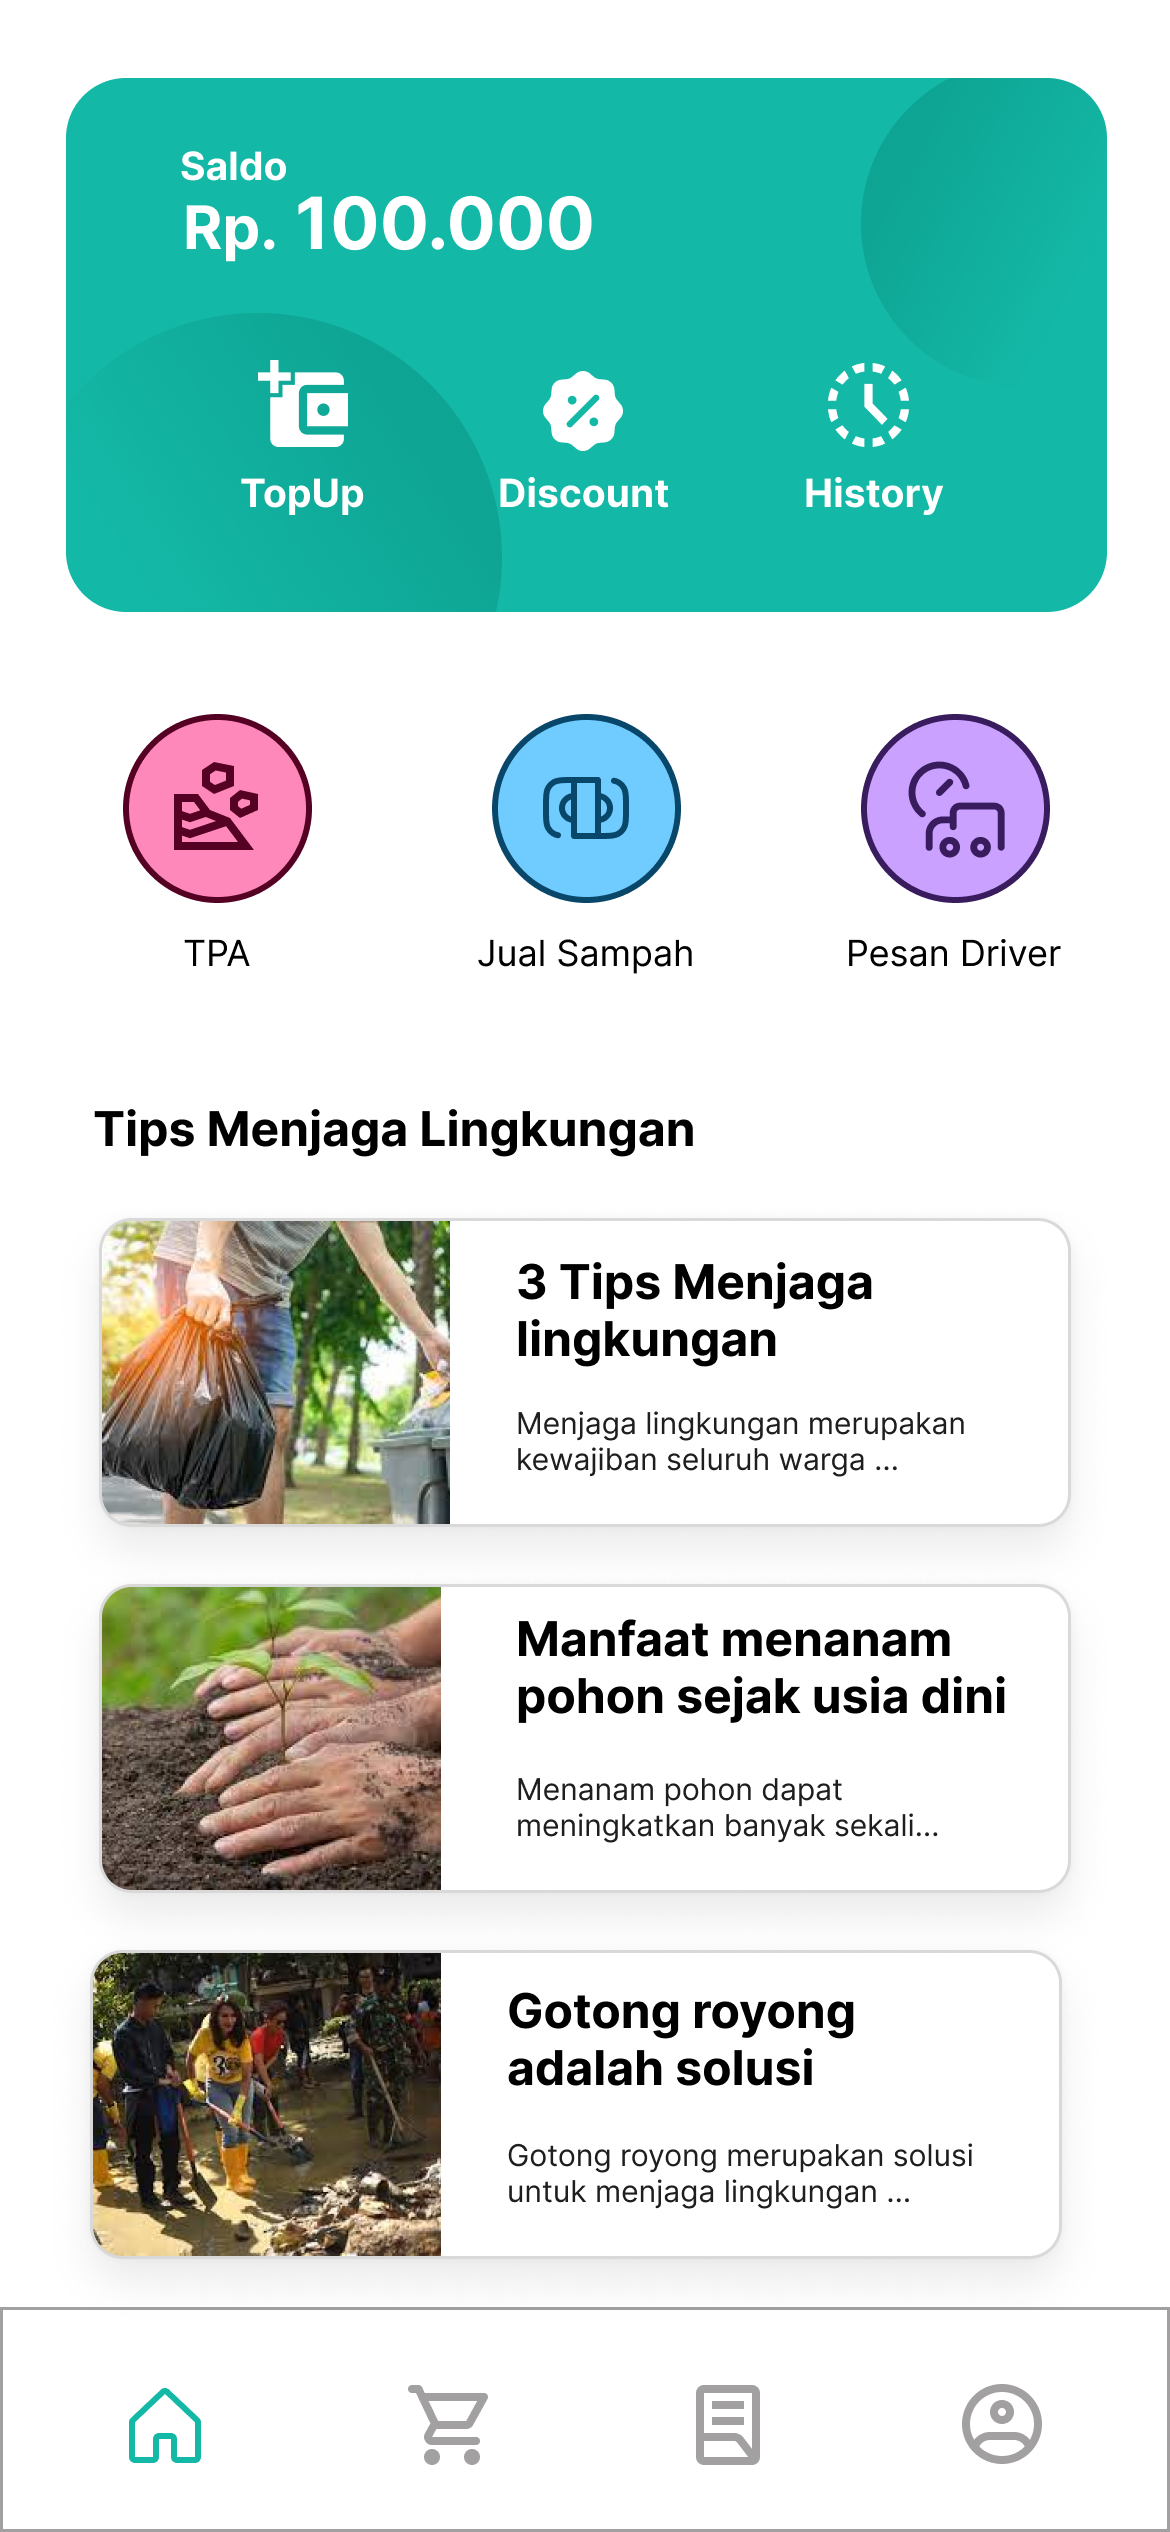 Saldo
Rp. 100.000
TopUp
Discount
History
TPA
Jual Sampah
Pesan Driver
Tips Menjaga Lingkungan
3 Tips Menjaga
lingkungan
Menjaga lingkungan merupakan
kewajiban seluruh warga ...
Manfaat menanam
pohon sejak usia dini
Menanam pohon dapat
meningkatkan banyak sekali...
Gotong royong
adalah solusi
Gotong royong merupakan solusi
untuk menjaga lingkungan ...